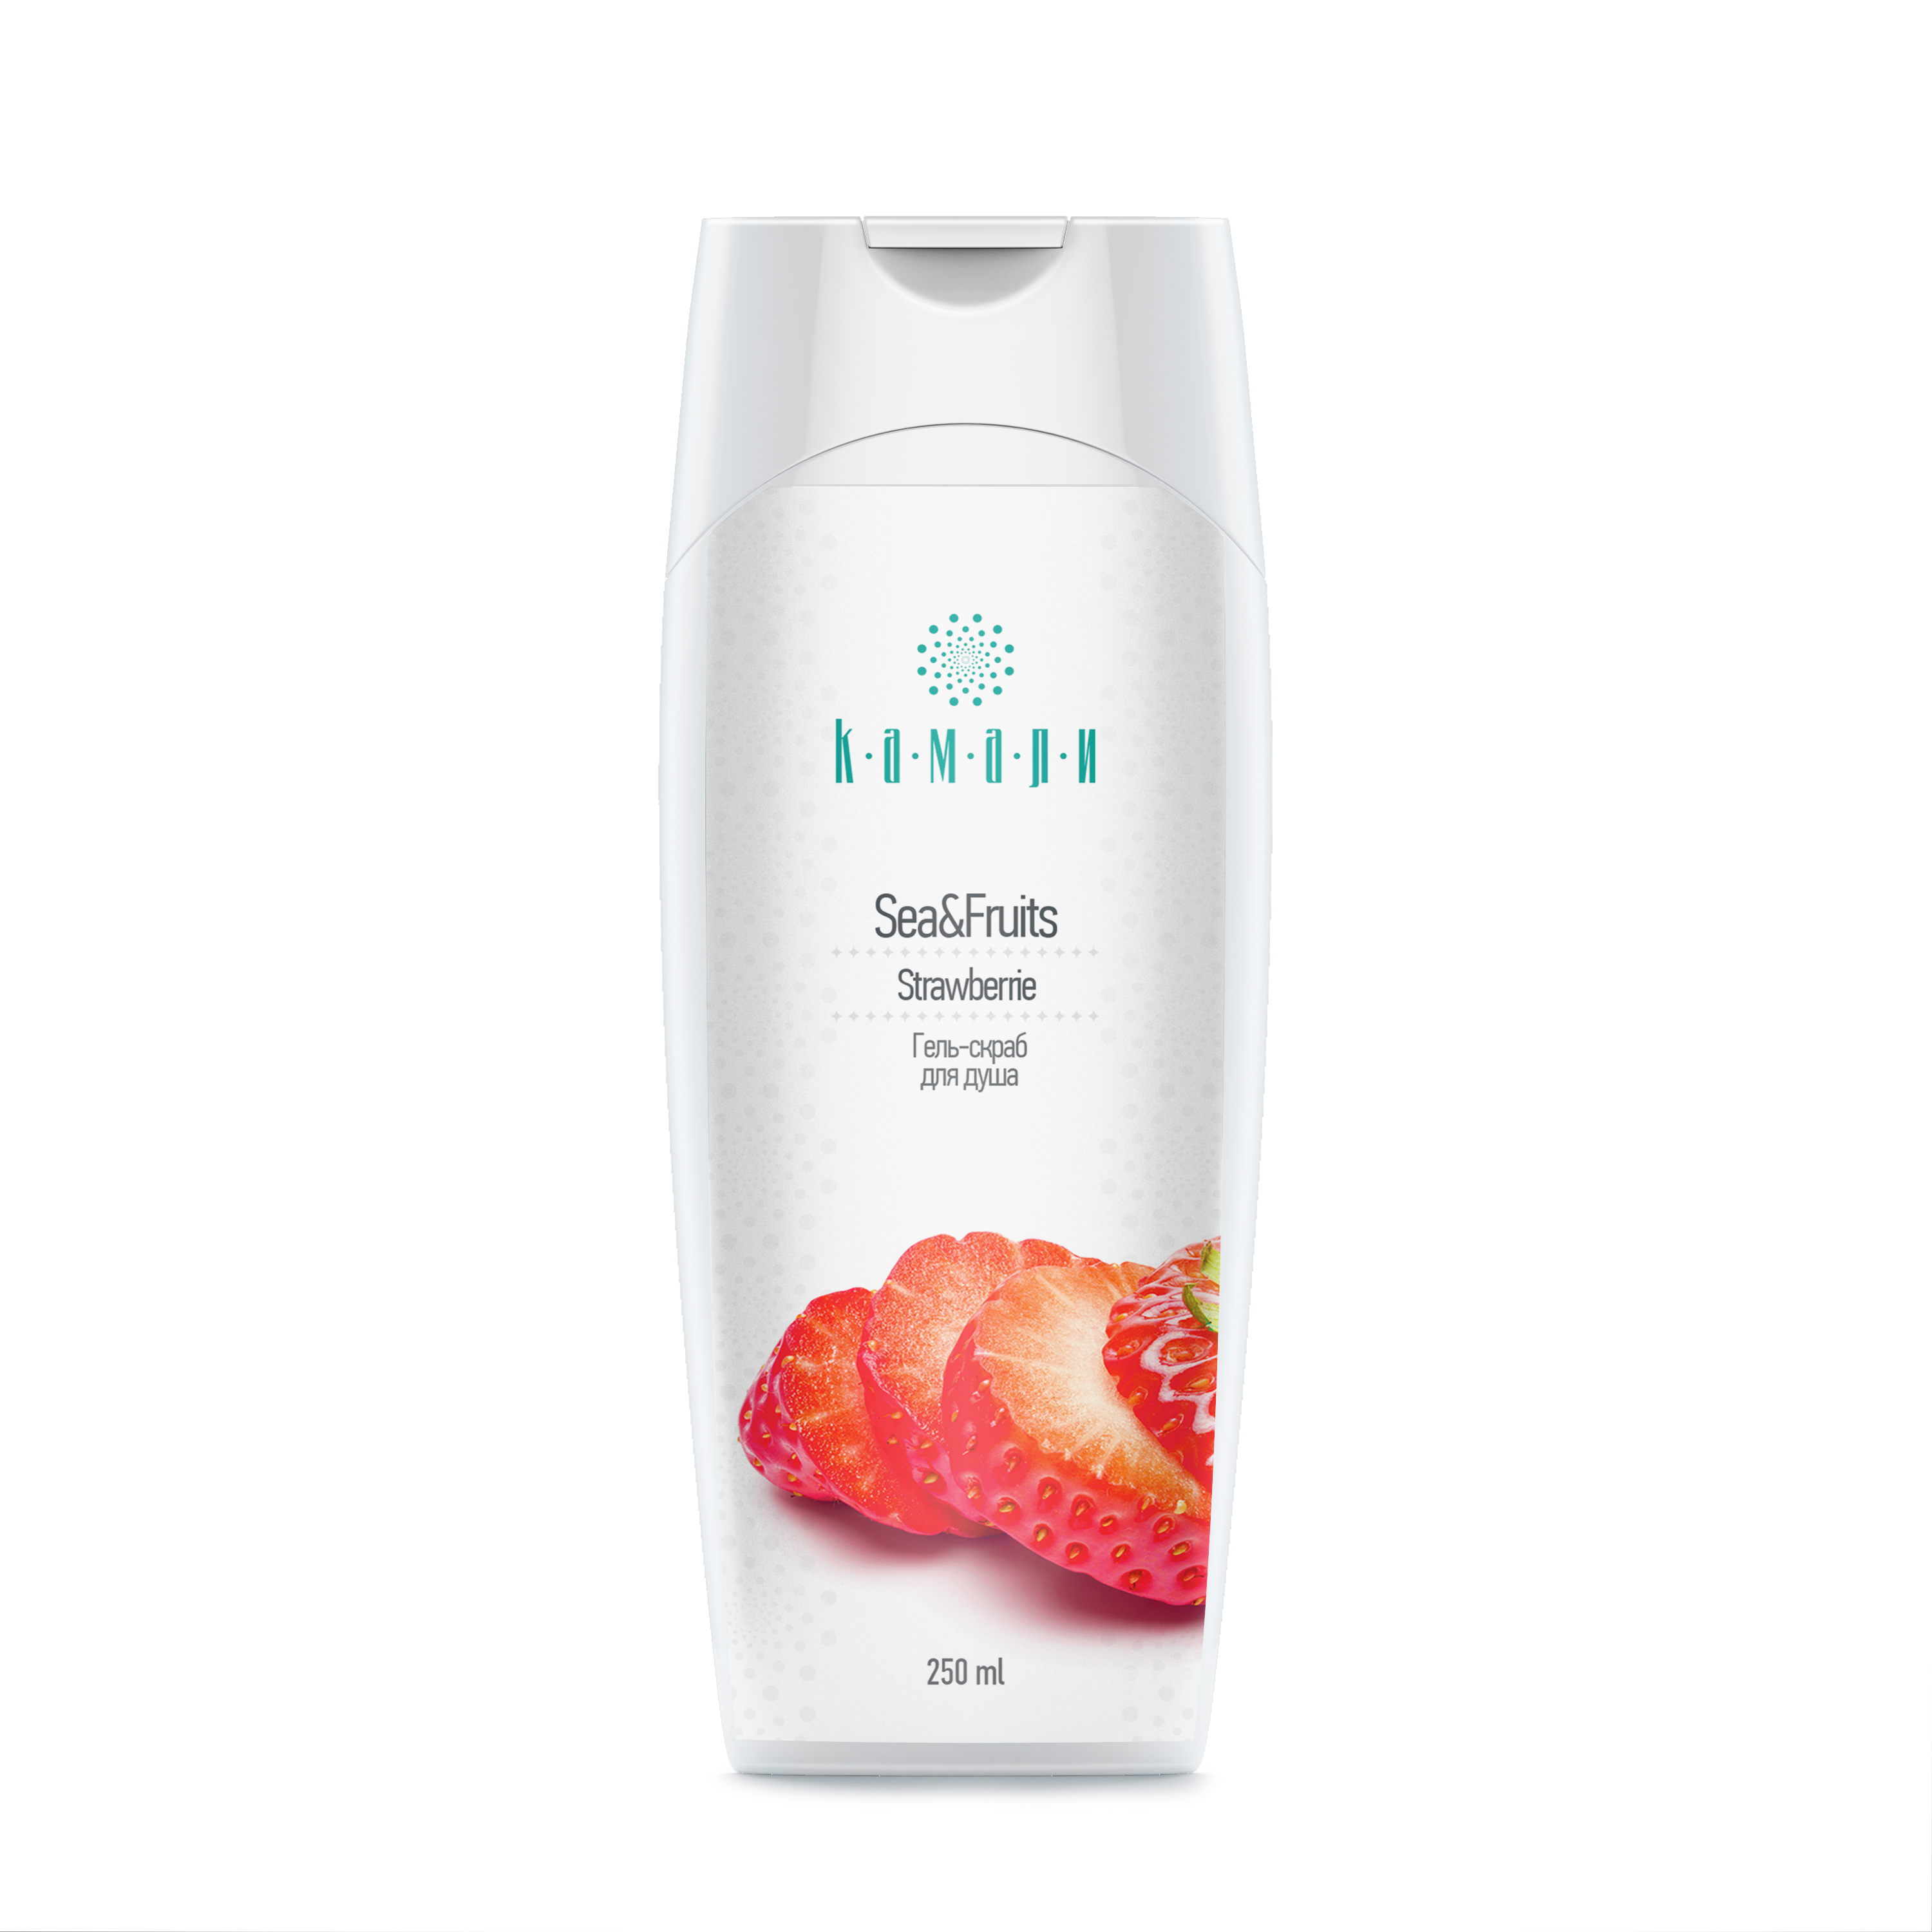 к·а·м·а·л·и
Sea&Fruits
Strawberrie
Гель-скраб
для душа
250 ml